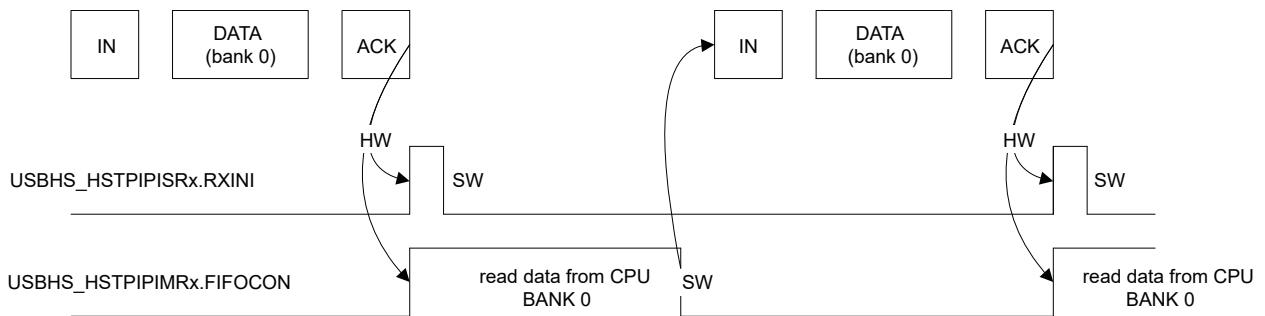 IN
DATA
(bank 0)
ACK
IN
DATA
(bank 0)
ACK
HW
HW
USBHS_HSTPIPISRx.RXINI
SW
SW
USBHS_HSTPIPIMRx.FIFOCON
read data from CPU
BANK 0
SW
read data from CPU
BANK 0